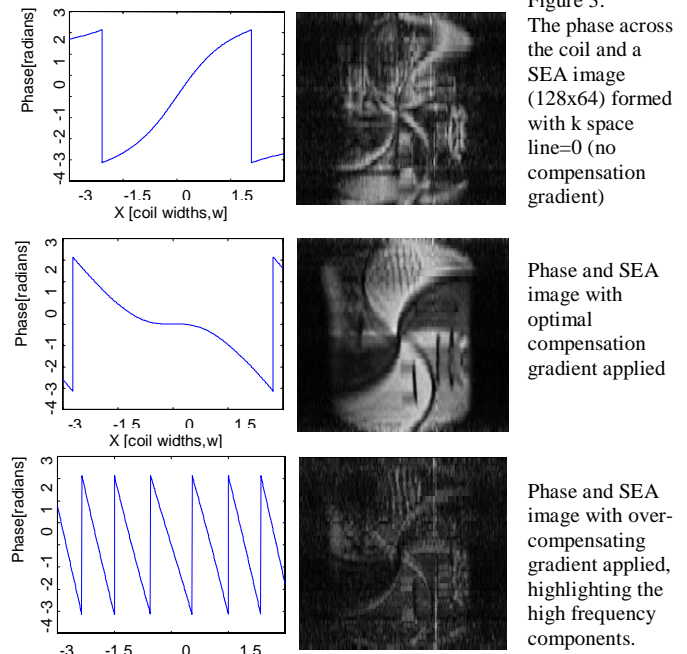 Figure 3.
The phase across
the coil and a
SEA image
(128x64) formed
with k space
line=0 (no
compensation
gradient)
Phase[radians]
3
2
1
0
-1
-2
-3
-4
-3 -1.5 0 1.5
X [coil widths,w]
Phase and SEA
image with
optimal
compensation
gradient applied
Phase[radians]
3
2
1
0
-1
-2
-3
-4
-3 -1.5 0 1.5
X [coil widths,w]
Phase and SEA
image with over-
compensating
gradient applied,
highlighting the
high frequency
components.
Phase[radians]
3
2
1
0
-1
-2
-3
-4
-3 -1.5 0 1.5